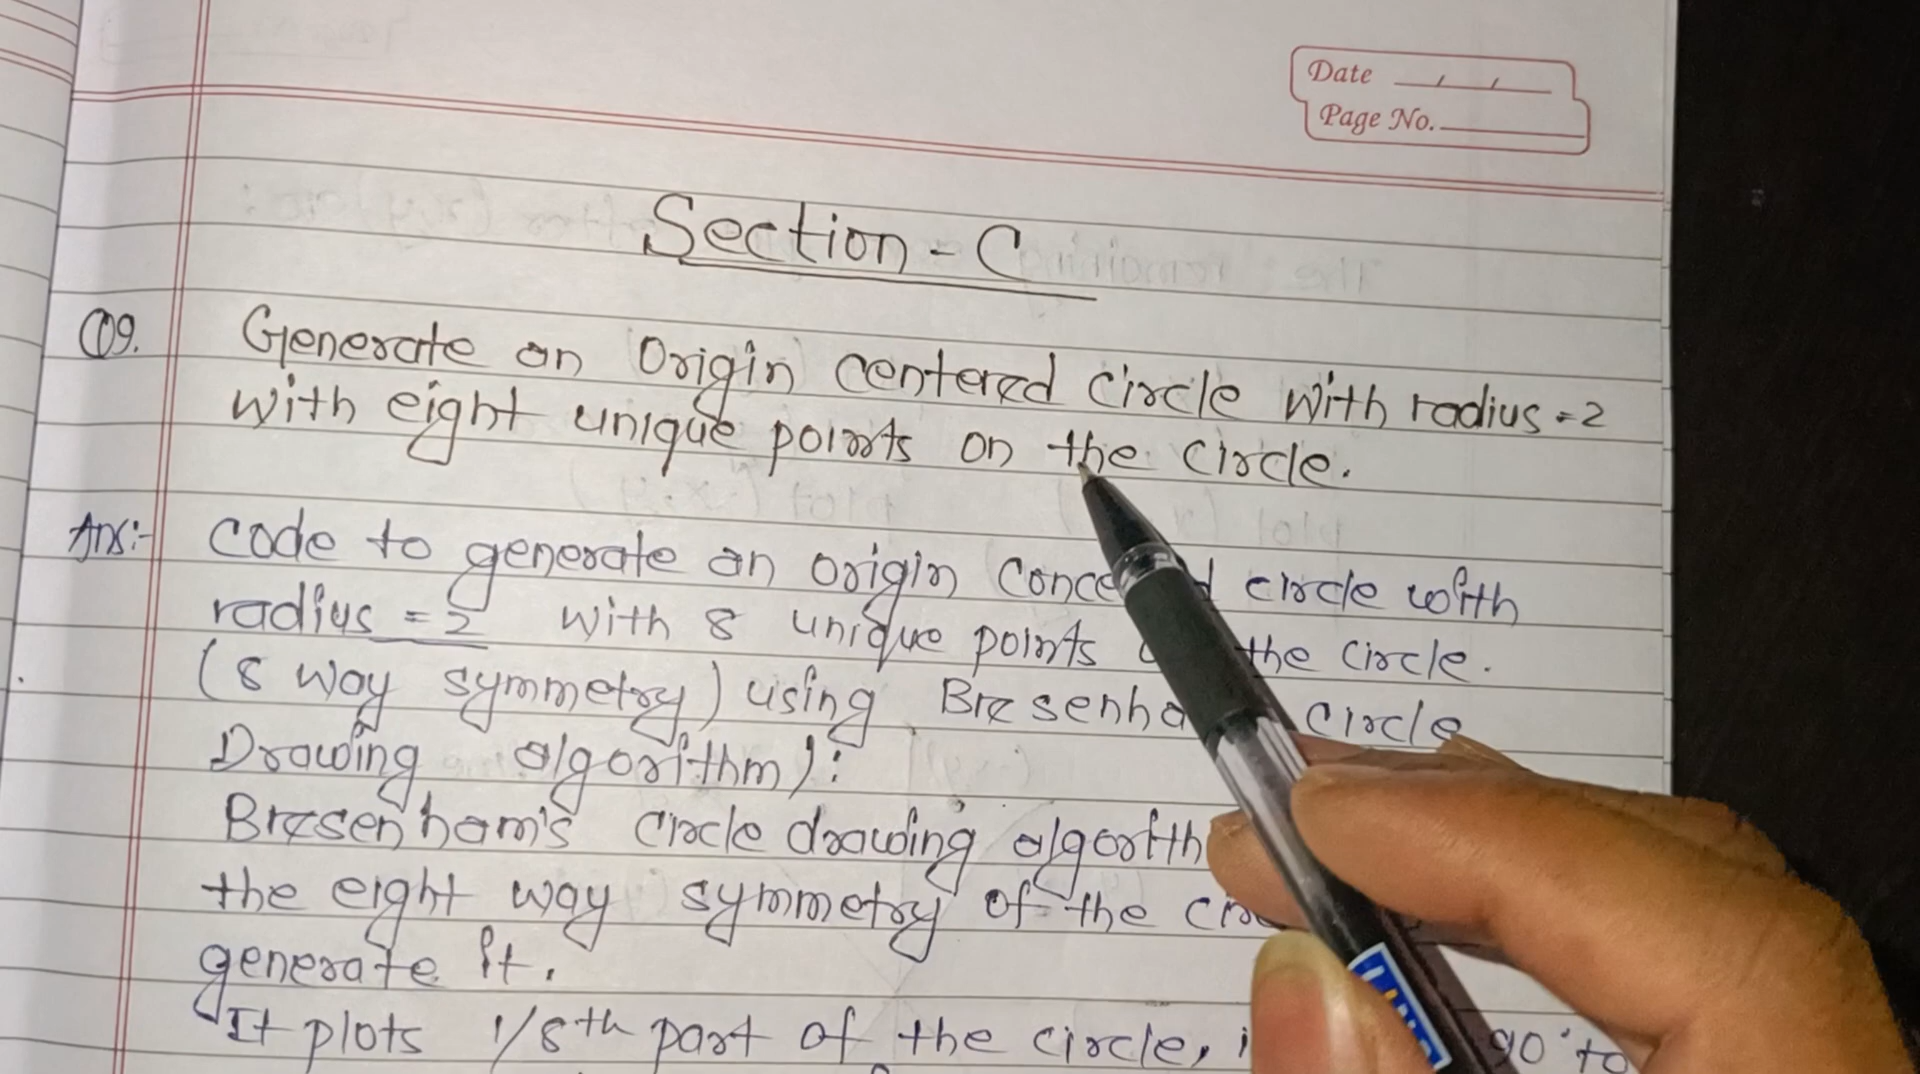 Date / /
Page No.
Section - C
Q9. Generate an Origin centered circle with radius = 2
with eight unique points on the circle.
Ans:- Code to generate an origin circle with
radius = 2 with 8 unique points the circle.
(8 way symmetry) using circle
Drawing algorithm):
Bresenham's circle drawing
the eight way symmetry of the
generate it.
It plots 1/8th part of the circle, 90° to